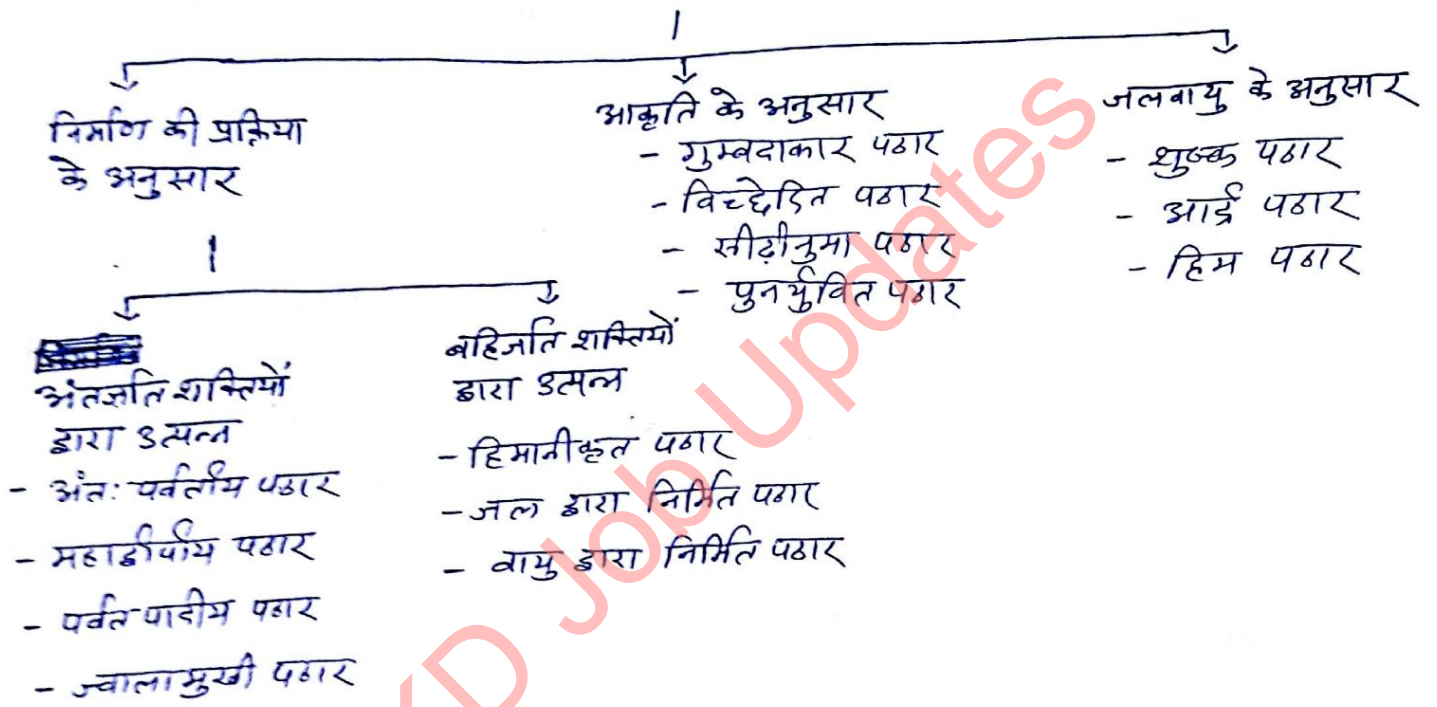 निर्माण की प्रक्रिया
के अनुसार
आकृति के अनुसार
- गुम्बदाकार पठार
- विच्छेदित पठार
- सीढ़ीनुमा पठार
- पुनर्युवित पठार
जलवायु के अनुसार
- शुष्क पठार
- आर्द्र पठार
- हिम पठार
अंतर्जात शक्तियों
द्वारा उत्पन्न
- अंतः पर्वतीय पठार
- महाद्वीपीय पठार
- पर्वत पादीय पठार
- ज्वालामुखी पठार
बहिर्जात शक्तियों
द्वारा उत्पन्न
- हिमानीकृत पठार
- जल द्वारा निर्मित पठार
- वायु द्वारा निर्मित पठार
KD Job Updates